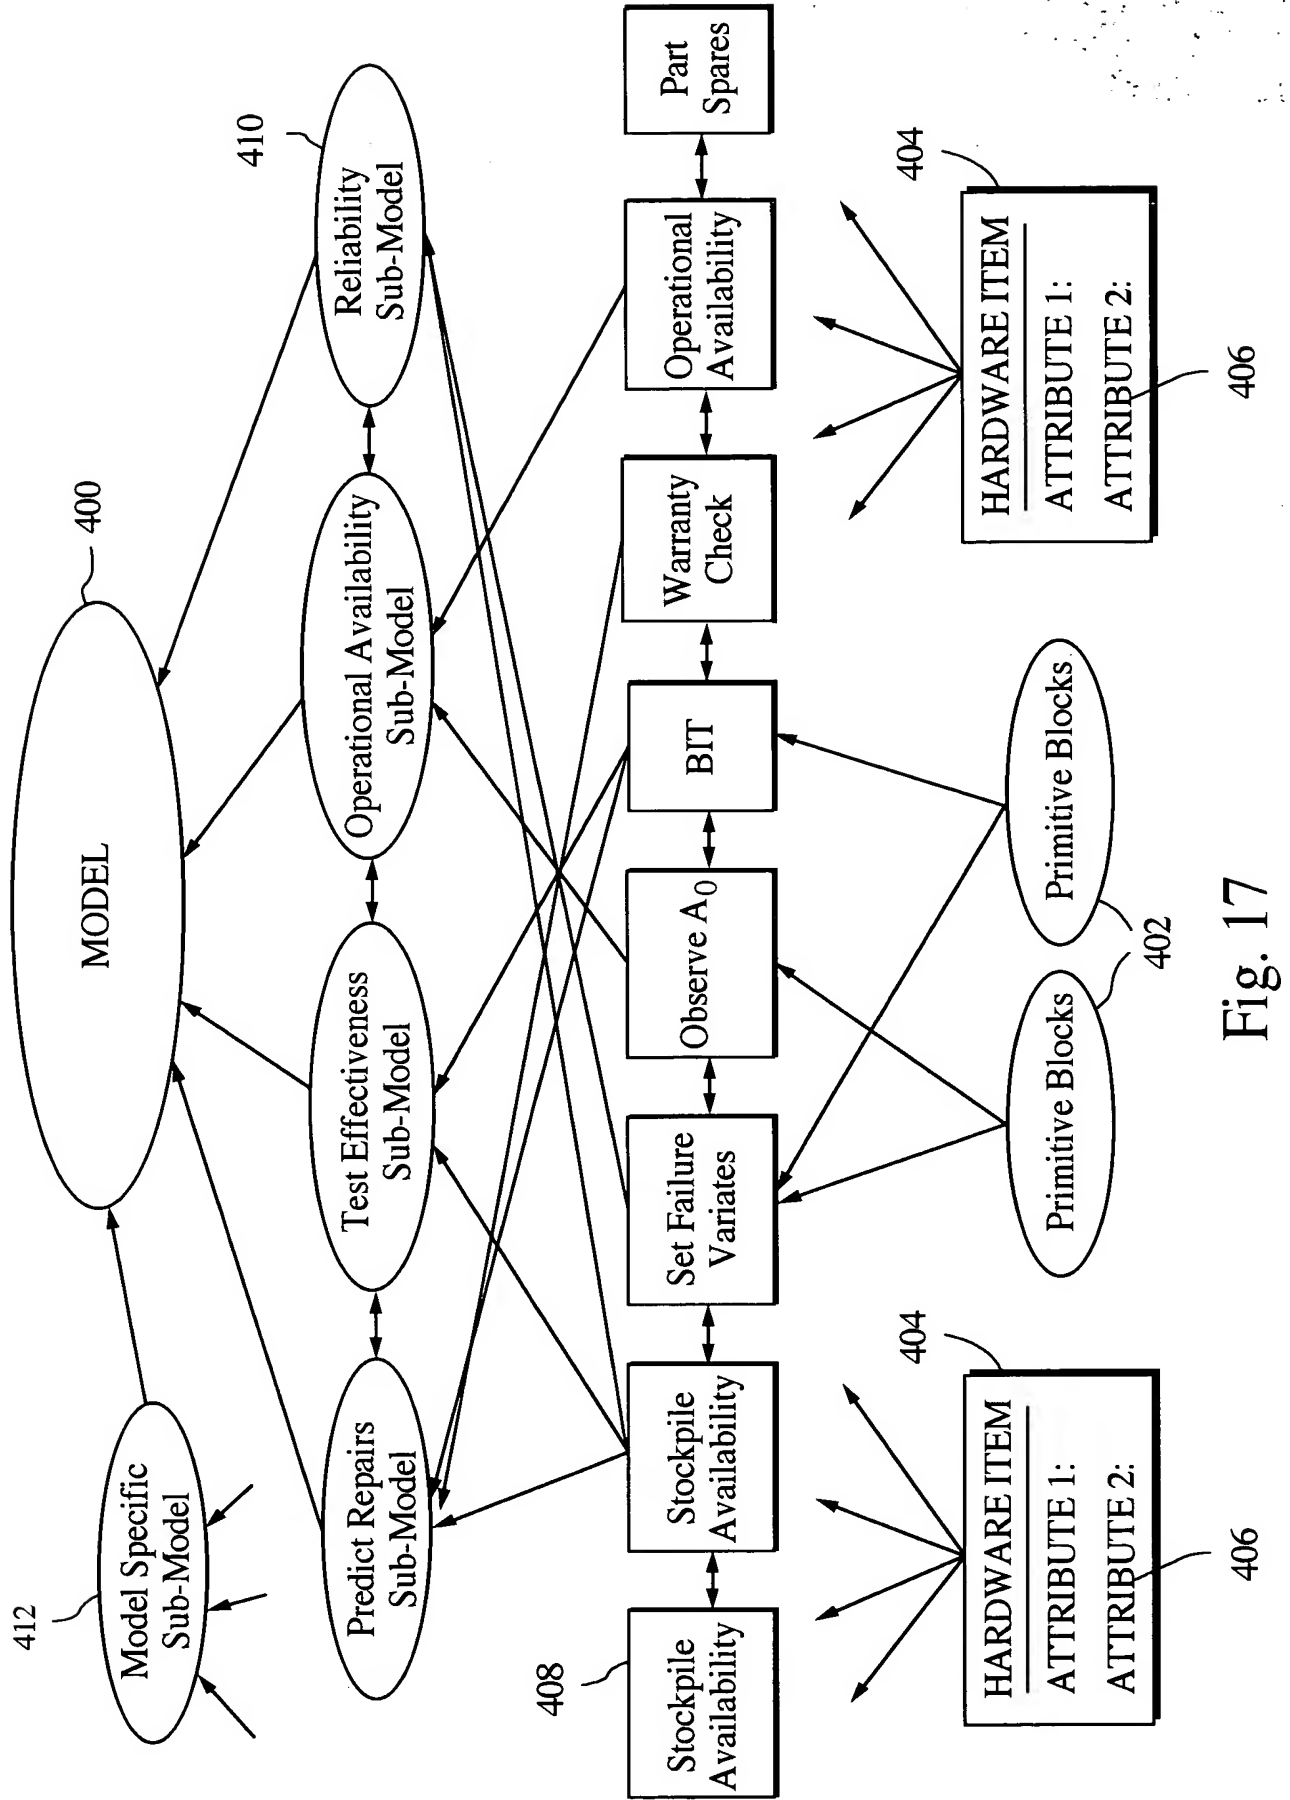 400
MODEL
412
Model Specific
Sub-Model
410
Predict Repairs
Sub-Model
Test Effectiveness
Sub-Model
Operational Availability
Sub-Model
Reliability
Sub-Model
408
Stockpile
Availability
Stockpile
Availability
Set Failure
Variates
Observe A0
BIT
Warranty
Check
Operational
Availability
Part
Spares
404
HARDWARE ITEM
ATTRIBUTE 1:
ATTRIBUTE 2:
406
Primitive Blocks
Primitive Blocks
402
404
HARDWARE ITEM
ATTRIBUTE 1:
ATTRIBUTE 2:
406
Fig. 17